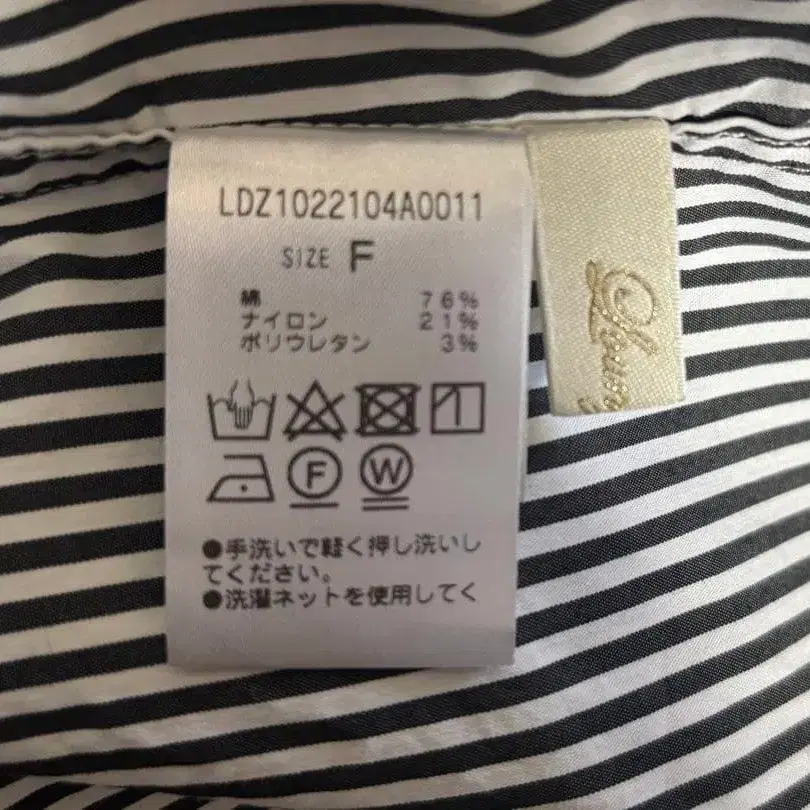 LDZ1022104A0011
SIZE F
綿 76%
ナイロン 21%
ポリウレタン 3%
F W
●手洗いで軽く押し洗いし
てください。
●洗濯ネットを使用してく
Loun